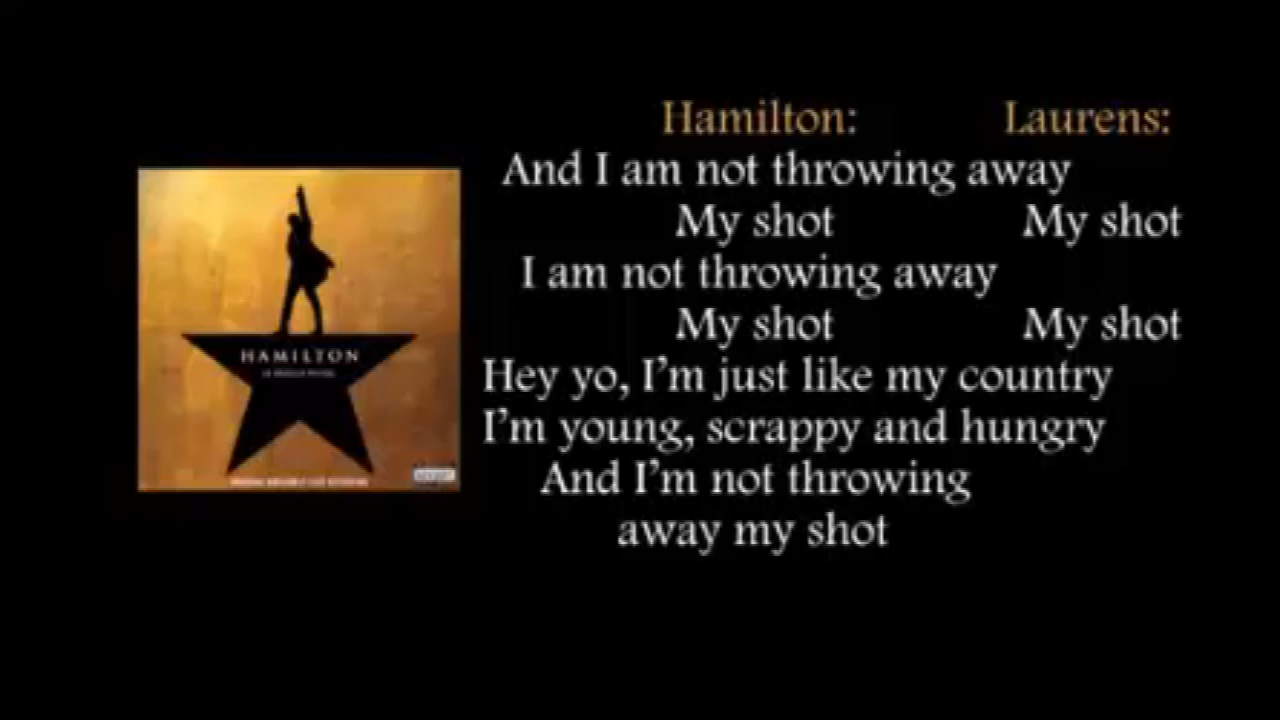 Hamilton: Laurens:
And I am not throwing away
My shot My shot
I am not throwing away
My shot My shot
Hey yo, I'm just like my country
I'm young, scrappy and hungry
And I'm not throwing
away my shot
HAMILTON